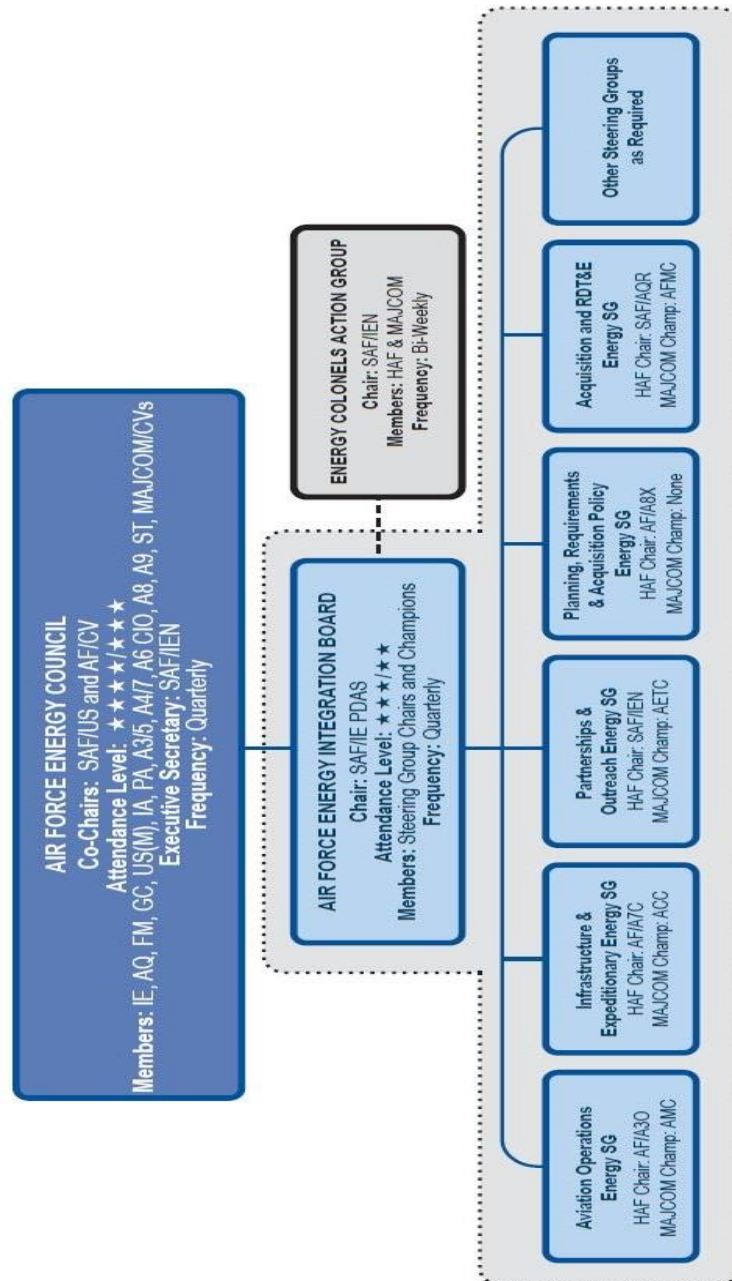 AIR FORCE ENERGY COUNCIL
Co-Chairs: SAF/US and AF/CV
Attendance Level: ★★★★/★★★
Members: IE, AQ, FM, GC, US(M), IA, PA, A3/5, A4/7, A6 CIO, A8, A9, ST, MAJCOM/CVs
Executive Secretary: SAF/IEN
Frequency: Quarterly
AIR FORCE ENERGY INTEGRATION BOARD
Chair: SAF/IE PDAS
Attendance Level: ★★★/★★
Members: Steering Group Chairs and Champions
Frequency: Quarterly
ENERGY COLONELS ACTION GROUP
Chair: SAF/IEN
Members: HAF & MAJCOM
Frequency: Bi-Weekly
Aviation Operations
Energy SG
HAF Chair: AF/A3O
MAJCOM Champ: AMC
Infrastructure &
Expeditionary Energy SG
HAF Chair: AF/A7C
MAJCOM Champ: ACC
Partnerships &
Outreach Energy SG
HAF Chair: SAF/IEN
MAJCOM Champ: AETC
Planning, Requirements
& Acquisition Policy
Energy SG
HAF Chair: AF/A8X
MAJCOM Champ: None
Acquisition and RDT&E
Energy SG
HAF Chair: SAF/AQR
MAJCOM Champ: AFMC
Other Steering Groups
as Required